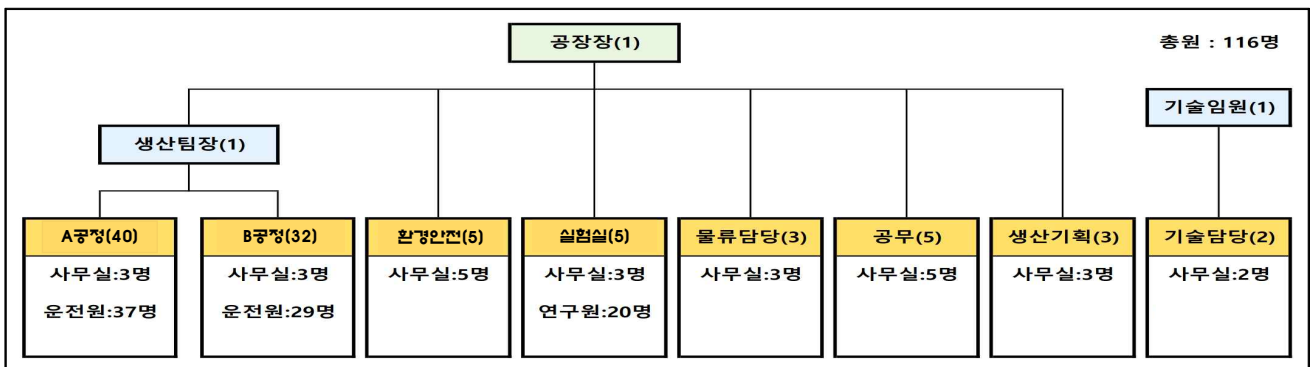 공장장(1)
총원 : 116명
기술임원(1)
생산팀장(1)
A공정(40)
사무실:3명
운전원:37명
B공정(32)
사무실:3명
운전원:29명
환경안전(5)
사무실:5명
실험실(5)
사무실:3명
연구원:20명
물류담당(3)
사무실:3명
공무(5)
사무실:5명
생산기획(3)
사무실:3명
기술담당(2)
사무실:2명